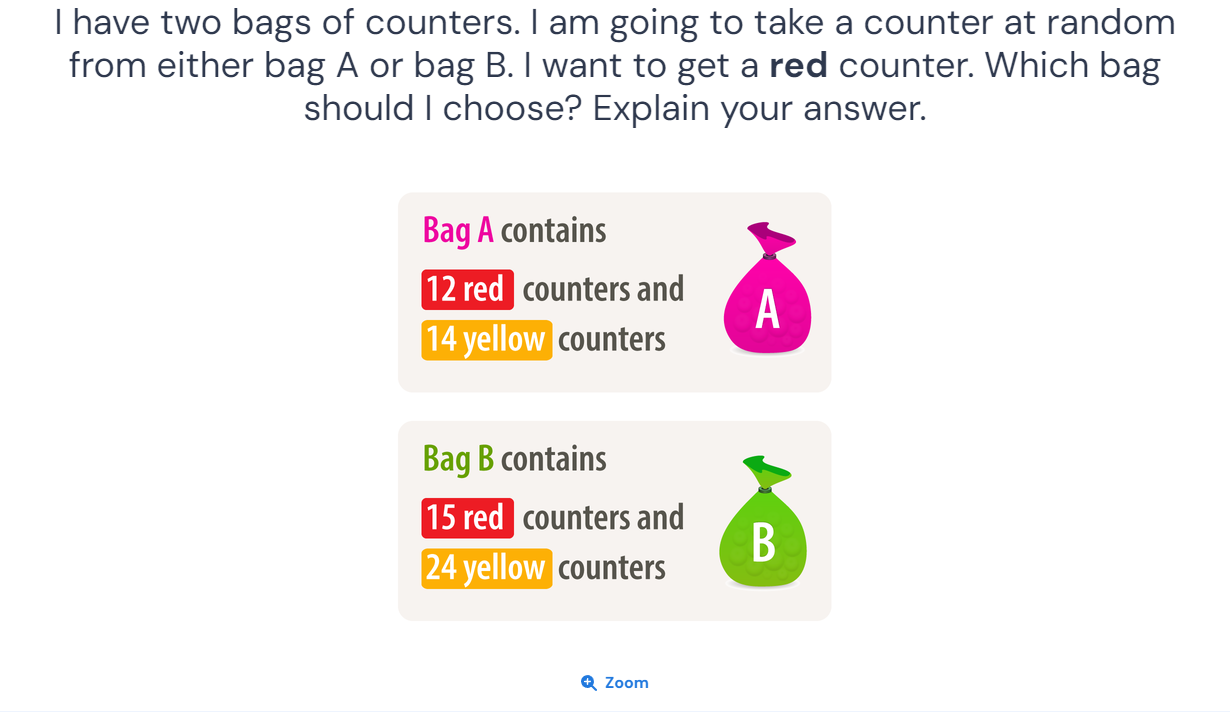 I have two bags of counters. I am going to take a counter at random
from either bag A or bag B. I want to get a red counter. Which bag
should I choose? Explain your answer.
Bag A contains
12 red counters and
14 yellow counters
A
Bag B contains
15 red counters and
24 yellow counters
B
Zoom